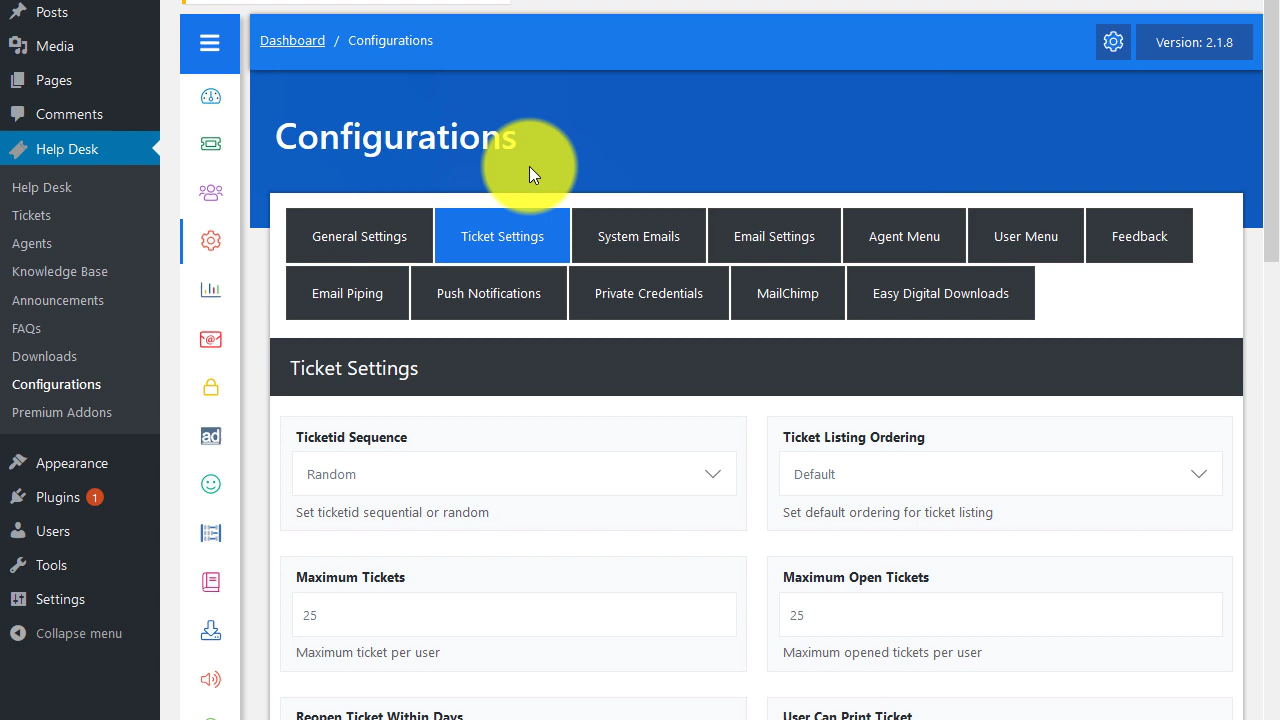 Posts
Media
Pages
Comments
Help Desk
Help Desk
Tickets
Agents
Knowledge Base
Announcements
FAQs
Downloads
Configurations
Premium Addons
Appearance
Plugins 1
Users
Tools
Settings
Collapse menu
ad
Dashboard / Configurations
Version: 2.1.8
Configurations
General Settings Ticket Settings System Emails Email Settings Agent Menu User Menu Feedback
Email Piping Push Notifications Private Credentials MailChimp Easy Digital Downloads
Ticket Settings
Ticketid Sequence
Random
Set ticketid sequential or random
Ticket Listing Ordering
Default
Set default ordering for ticket listing
Maximum Tickets
25
Maximum ticket per user
Maximum Open Tickets
25
Maximum opened tickets per user
Reopen Ticket Within Days
User Can Print Ticket